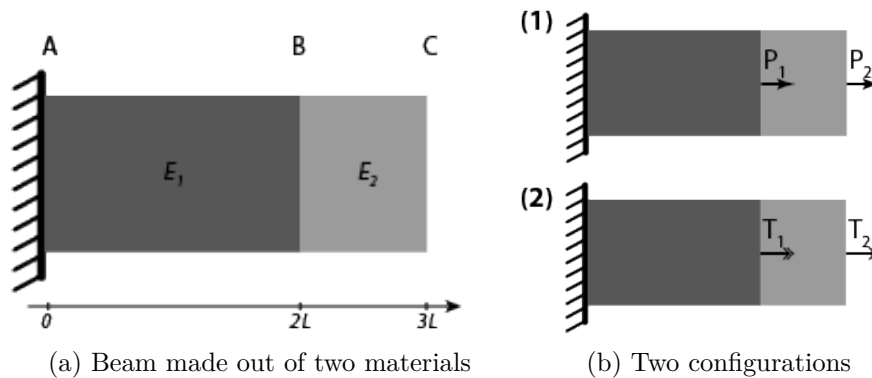 A B C
E₁ E₂
0 2L 3L
(a) Beam made out of two materials
(1)
P₁ P₂
(2)
T₁ T₂
(b) Two configurations